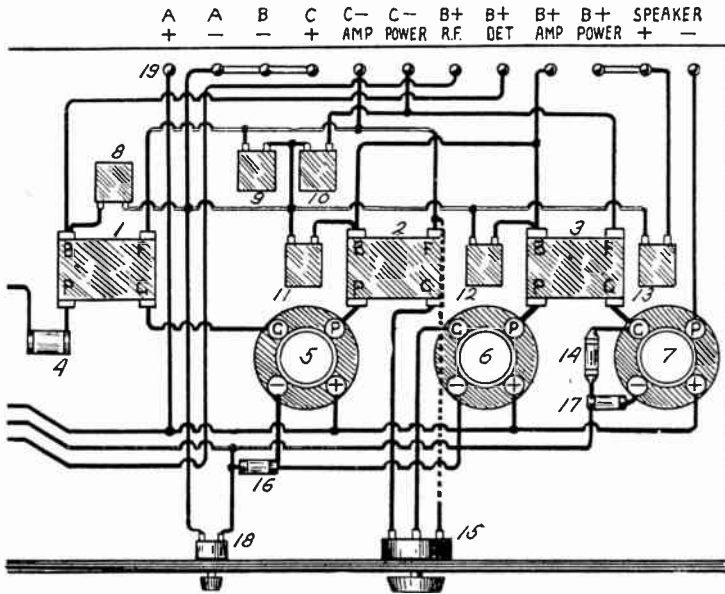 A A B C C- C- B+ B+ B+ B+ SPEAKER
+ - - + AMP POWER R.F. DET AMP POWER + -
19
8
9 10
1 2 3
B F B F B F
P G P G P G
11 12 13
4
G P G P G P
5 6 14 7
- + - + 17 - +
16
18 15